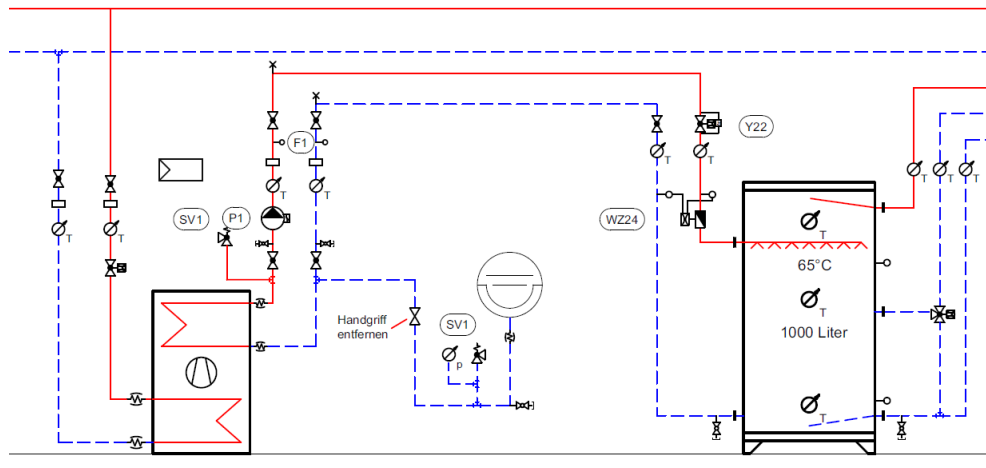 F1
Y22
T
T
T
T
T
T
T
T
T
SV1
P1
WZ24
T
T
T
65°C
SV1
Handgriff
entfernen
p
T
1000 Liter
T